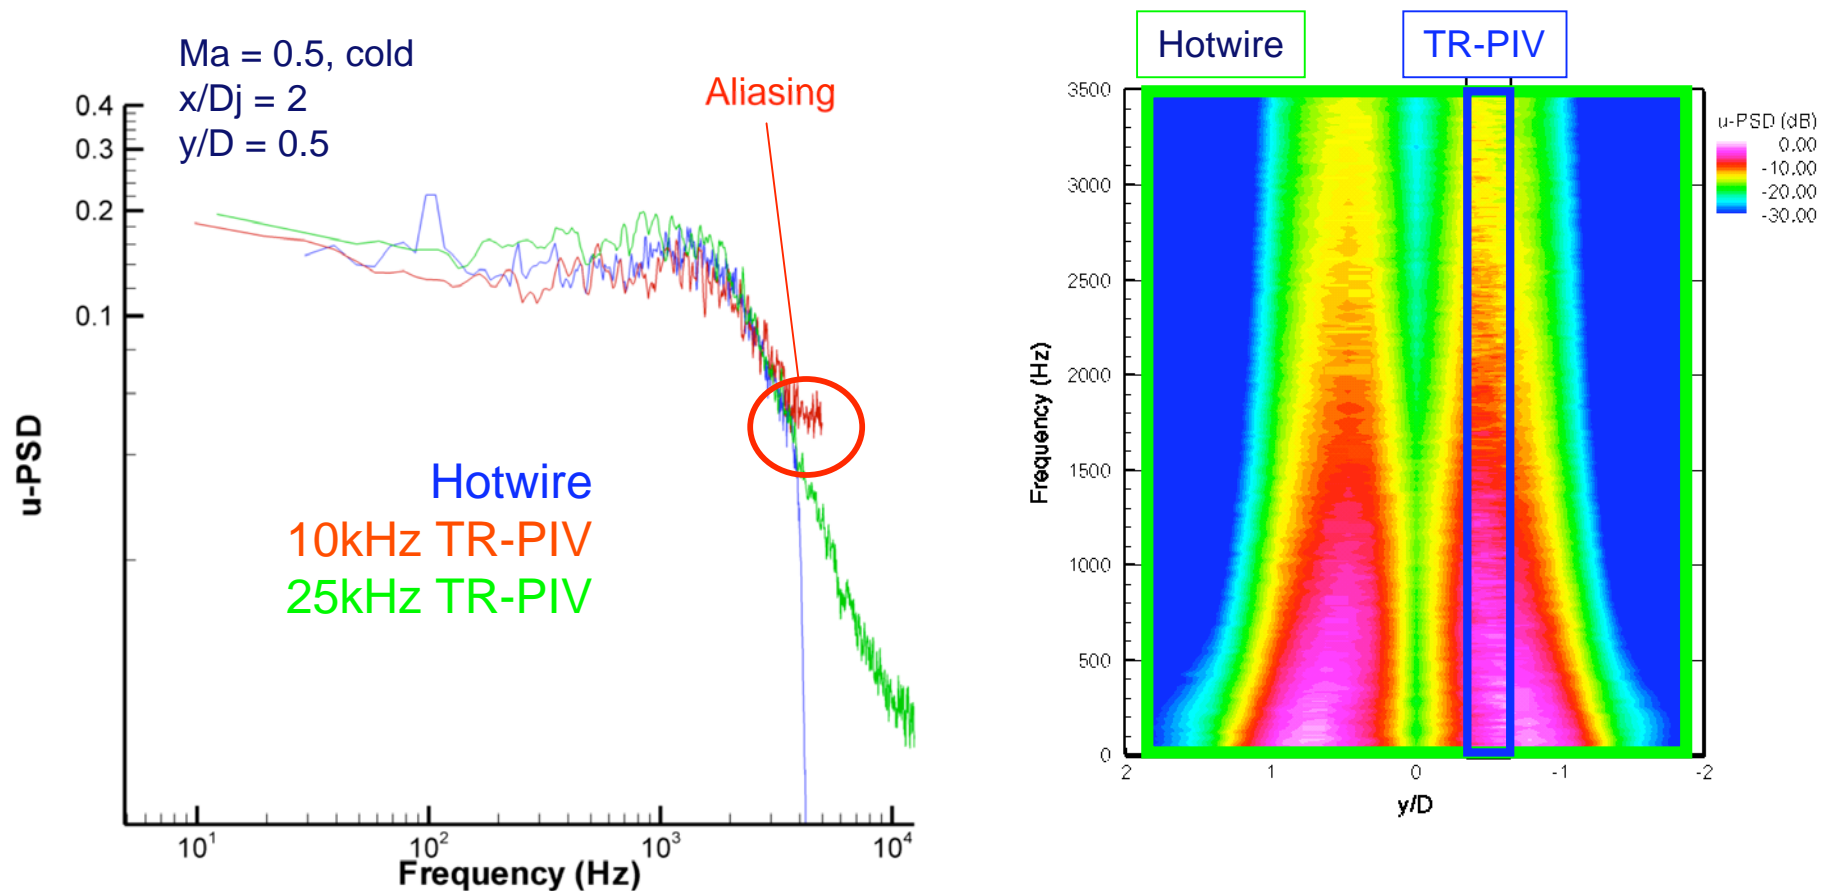 Ma = 0.5, cold
x/Dj = 2
y/D = 0.5
Aliasing
0.4
0.3
0.2
0.1
u-PSD
Hotwire
10kHz TR-PIV
25kHz TR-PIV
10¹ 10² 10³ 10⁴
Frequency (Hz)
Hotwire TR-PIV
3500
3000
2500
2000
1500
1000
500
0
Frequency (Hz)
2 1 0 -1 -2
y/D
u-PSD (dB)
0.00
-10.00
-20.00
-30.00